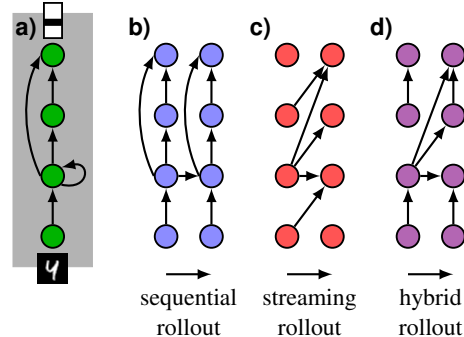 a) b) c) d)
4
sequential streaming hybrid
rollout rollout rollout